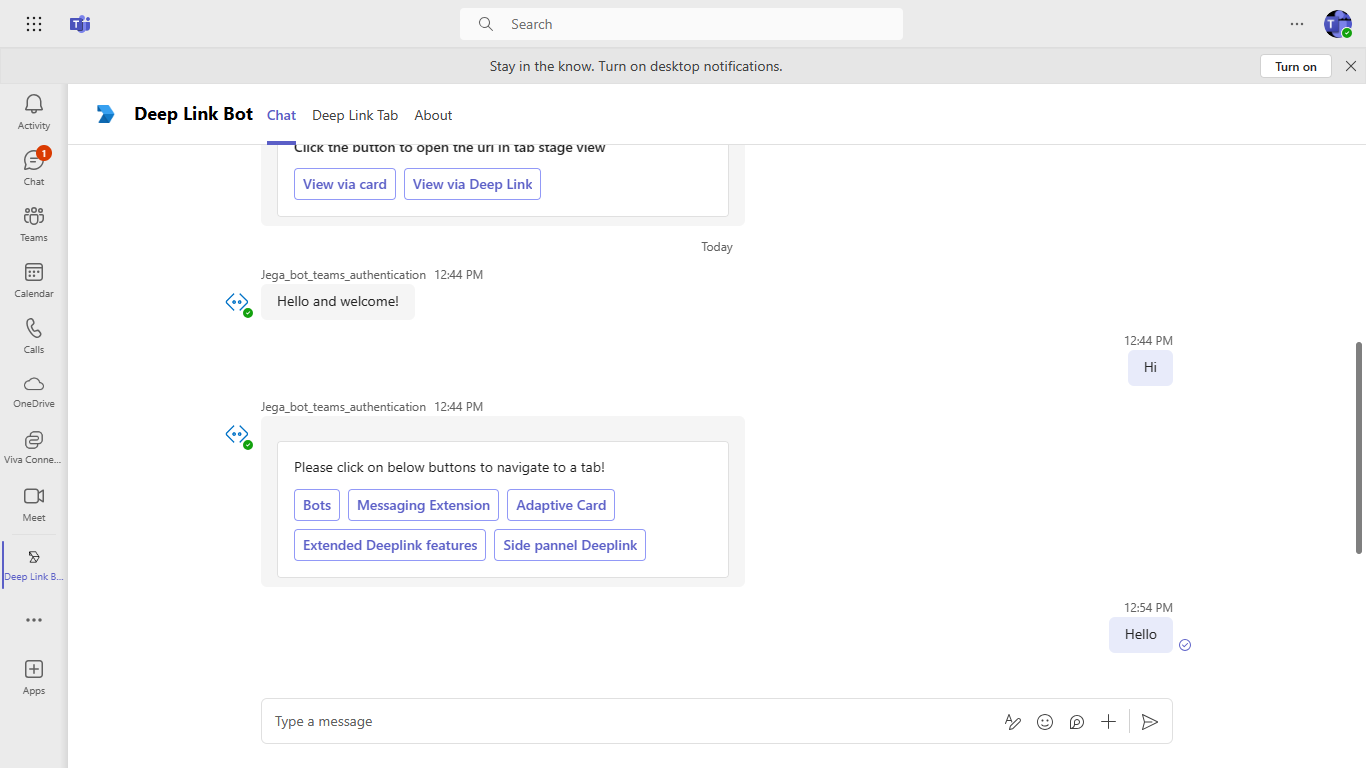 Search
Stay in the know. Turn on desktop notifications.
Turn on
Activity
1
Chat
Teams
Calendar
Calls
OneDrive
Viva Conne...
Meet
Deep Link B...
Apps
Deep Link Bot
Chat
Deep Link Tab
About
Click the button to open the url in tab stage view
View via card
View via Deep Link
Today
Jega_bot_teams_authentication 12:44 PM
Hello and welcome!
12:44 PM
Hi
Jega_bot_teams_authentication 12:44 PM
Please click on below buttons to navigate to a tab!
Bots
Messaging Extension
Adaptive Card
Extended Deeplink features
Side pannel Deeplink
12:54 PM
Hello
Type a message